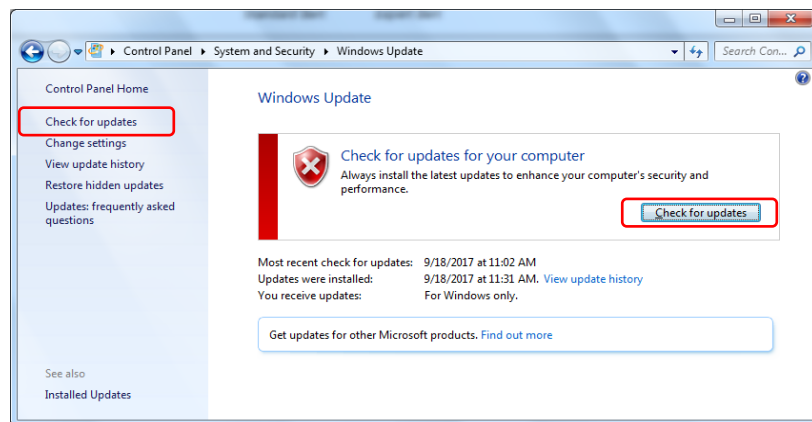 Control Panel ▸ System and Security ▸ Windows Update
Search Con...
Control Panel Home
Check for updates
Change settings
View update history
Restore hidden updates
Updates: frequently asked
questions
See also
Installed Updates
Windows Update
Check for updates for your computer
Always install the latest updates to enhance your computer's security and
performance.
Check for updates
Most recent check for updates: 9/18/2017 at 11:02 AM
Updates were installed: 9/18/2017 at 11:31 AM. View update history
You receive updates: For Windows only.
Get updates for other Microsoft products. Find out more